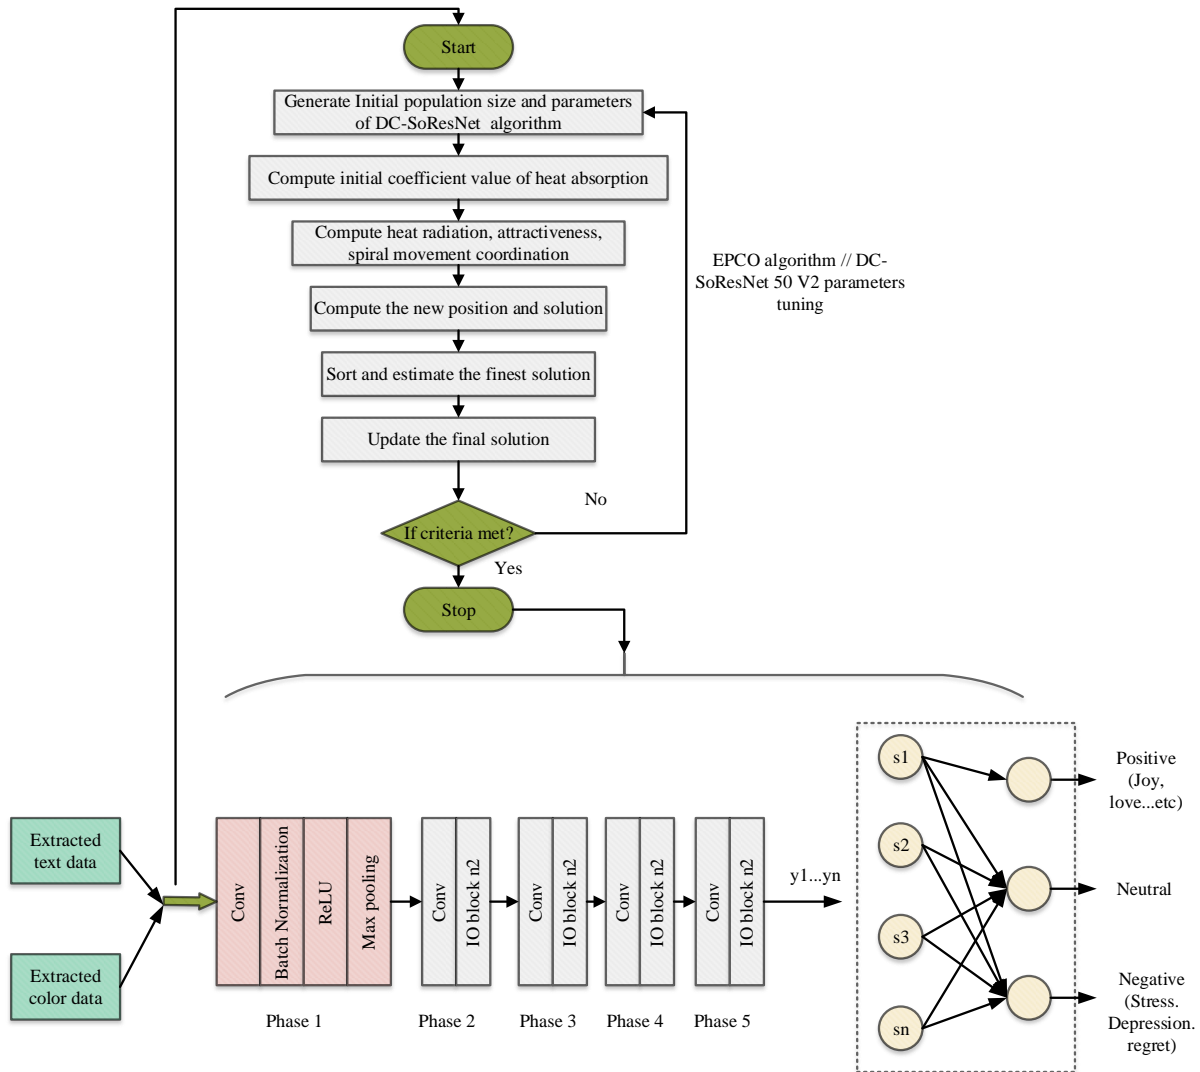 Start
Generate Initial population size and parameters
of DC-SoResNet algorithm
Compute initial coefficient value of heat absorption
Compute heat radiation, attractiveness,
spiral movement coordination
EPCO algorithm // DC-
SoResNet 50 V2 parameters
tuning
Compute the new position and solution
Sort and estimate the finest solution
Update the final solution
No
If criteria met?
Yes
Stop
Extracted
text data
Extracted
color data
Conv
Batch Normalization
ReLU
Max pooling
Phase 1
Conv
IO block n2
Phase 2
Conv
IO block n2
Phase 3
Conv
IO block n2
Phase 4
Conv
IO block n2
Phase 5
y1...yn
s1
s2
s3
sn
Positive
(Joy,
love...etc)
Neutral
Negative
(Stress.
Depression.
regret)